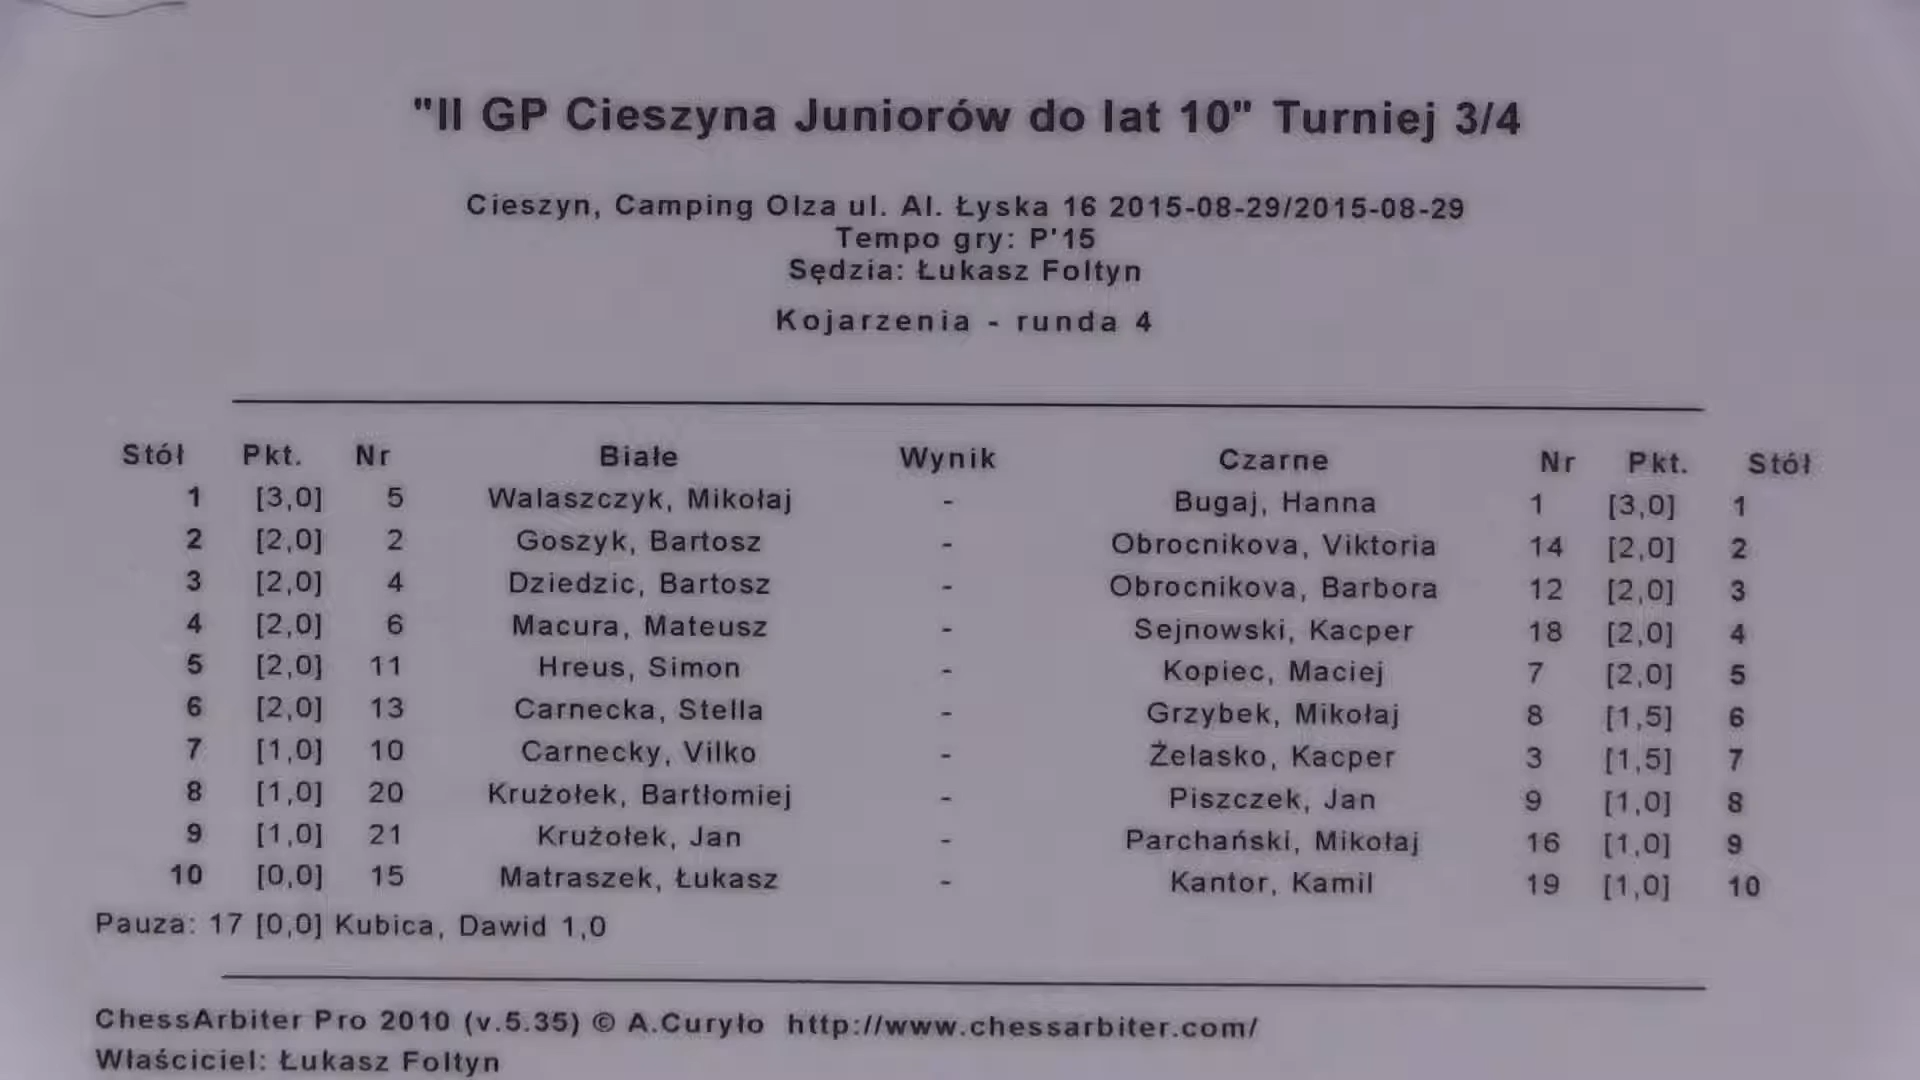 "II GP Cieszyna Juniorów do lat 10" Turniej 3/4
Cieszyn, Camping Olza ul. Al. Łyska 16 2015-08-29/2015-08-29
Tempo gry: P'15
Sędzia: Łukasz Foltyn
Kojarzenia - runda 4
Stół Pkt. Nr Białe Wynik Czarne Nr Pkt. Stół
1 [3,0] 5 Walaszczyk, Mikołaj - Bugaj, Hanna 1 [3,0] 1
2 [2,0] 2 Goszyk, Bartosz - Obrocnikova, Viktoria 14 [2,0] 2
3 [2,0] 4 Dziedzic, Bartosz - Obrocnikova, Barbora 12 [2,0] 3
4 [2,0] 6 Macura, Mateusz - Sejnowski, Kacper 18 [2,0] 4
5 [2,0] 11 Hreus, Simon - Kopiec, Maciej 7 [2,0] 5
6 [2,0] 13 Carnecka, Stella - Grzybek, Mikołaj 8 [1,5] 6
7 [1,0] 10 Carnecky, Vilko - Żelasko, Kacper 3 [1,5] 7
8 [1,0] 20 Krużołek, Bartłomiej - Piszczek, Jan 9 [1,0] 8
9 [1,0] 21 Krużołek, Jan - Parchański, Mikołaj 16 [1,0] 9
10 [0,0] 15 Matraszek, Łukasz - Kantor, Kamil 19 [1,0] 10
Pauza: 17 [0,0] Kubica, Dawid 1,0
ChessArbiter Pro 2010 (v.5.35) © A.Curyło http://www.chessarbiter.com/
Właściciel: Łukasz Foltyn